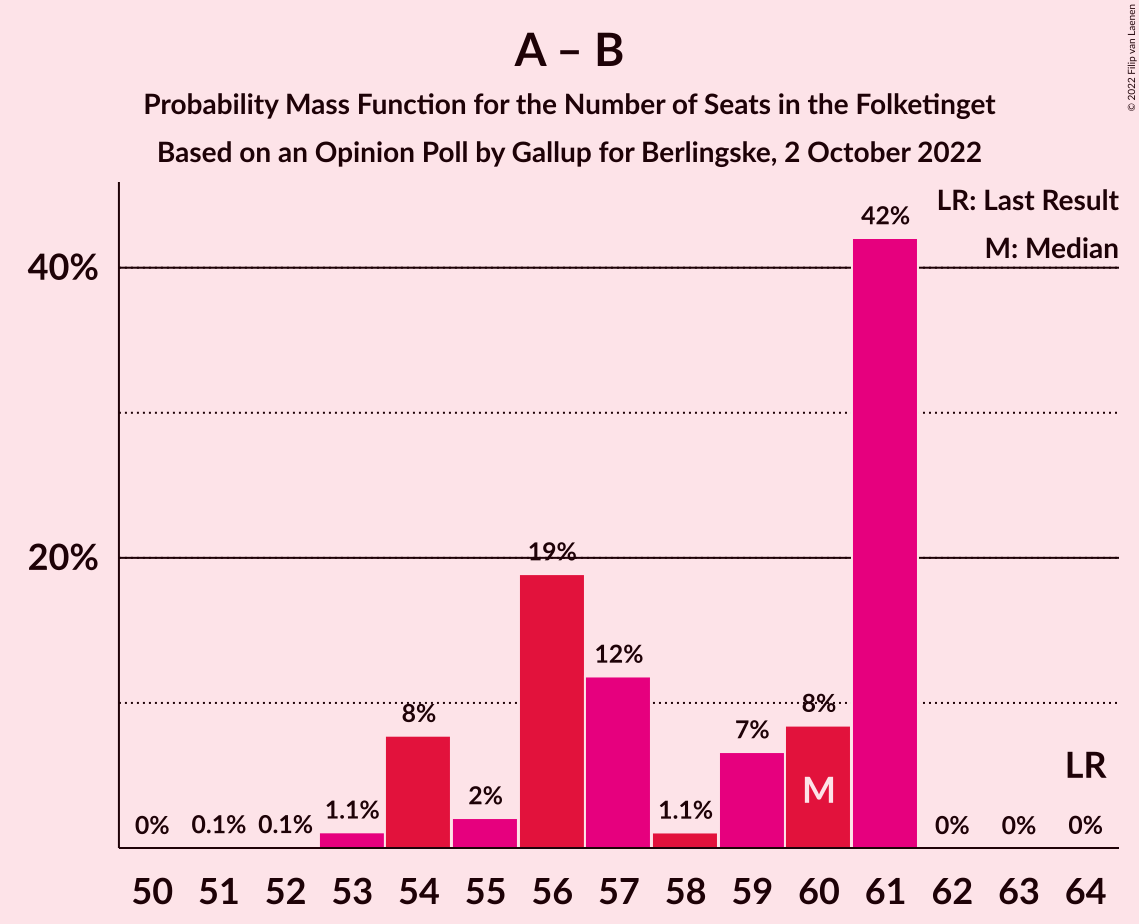 A – B
Probability Mass Function for the Number of Seats in the Folketinget
Based on an Opinion Poll by Gallup for Berlingske, 2 October 2022
© 2022 Filip van Laenen
LR: Last Result
M: Median
40%
20%
0%
0.1%
0.1%
1.1%
8%
2%
19%
12%
1.1%
7%
8%
42%
0%
0%
0%
M
LR
50 51 52 53 54 55 56 57 58 59 60 61 62 63 64